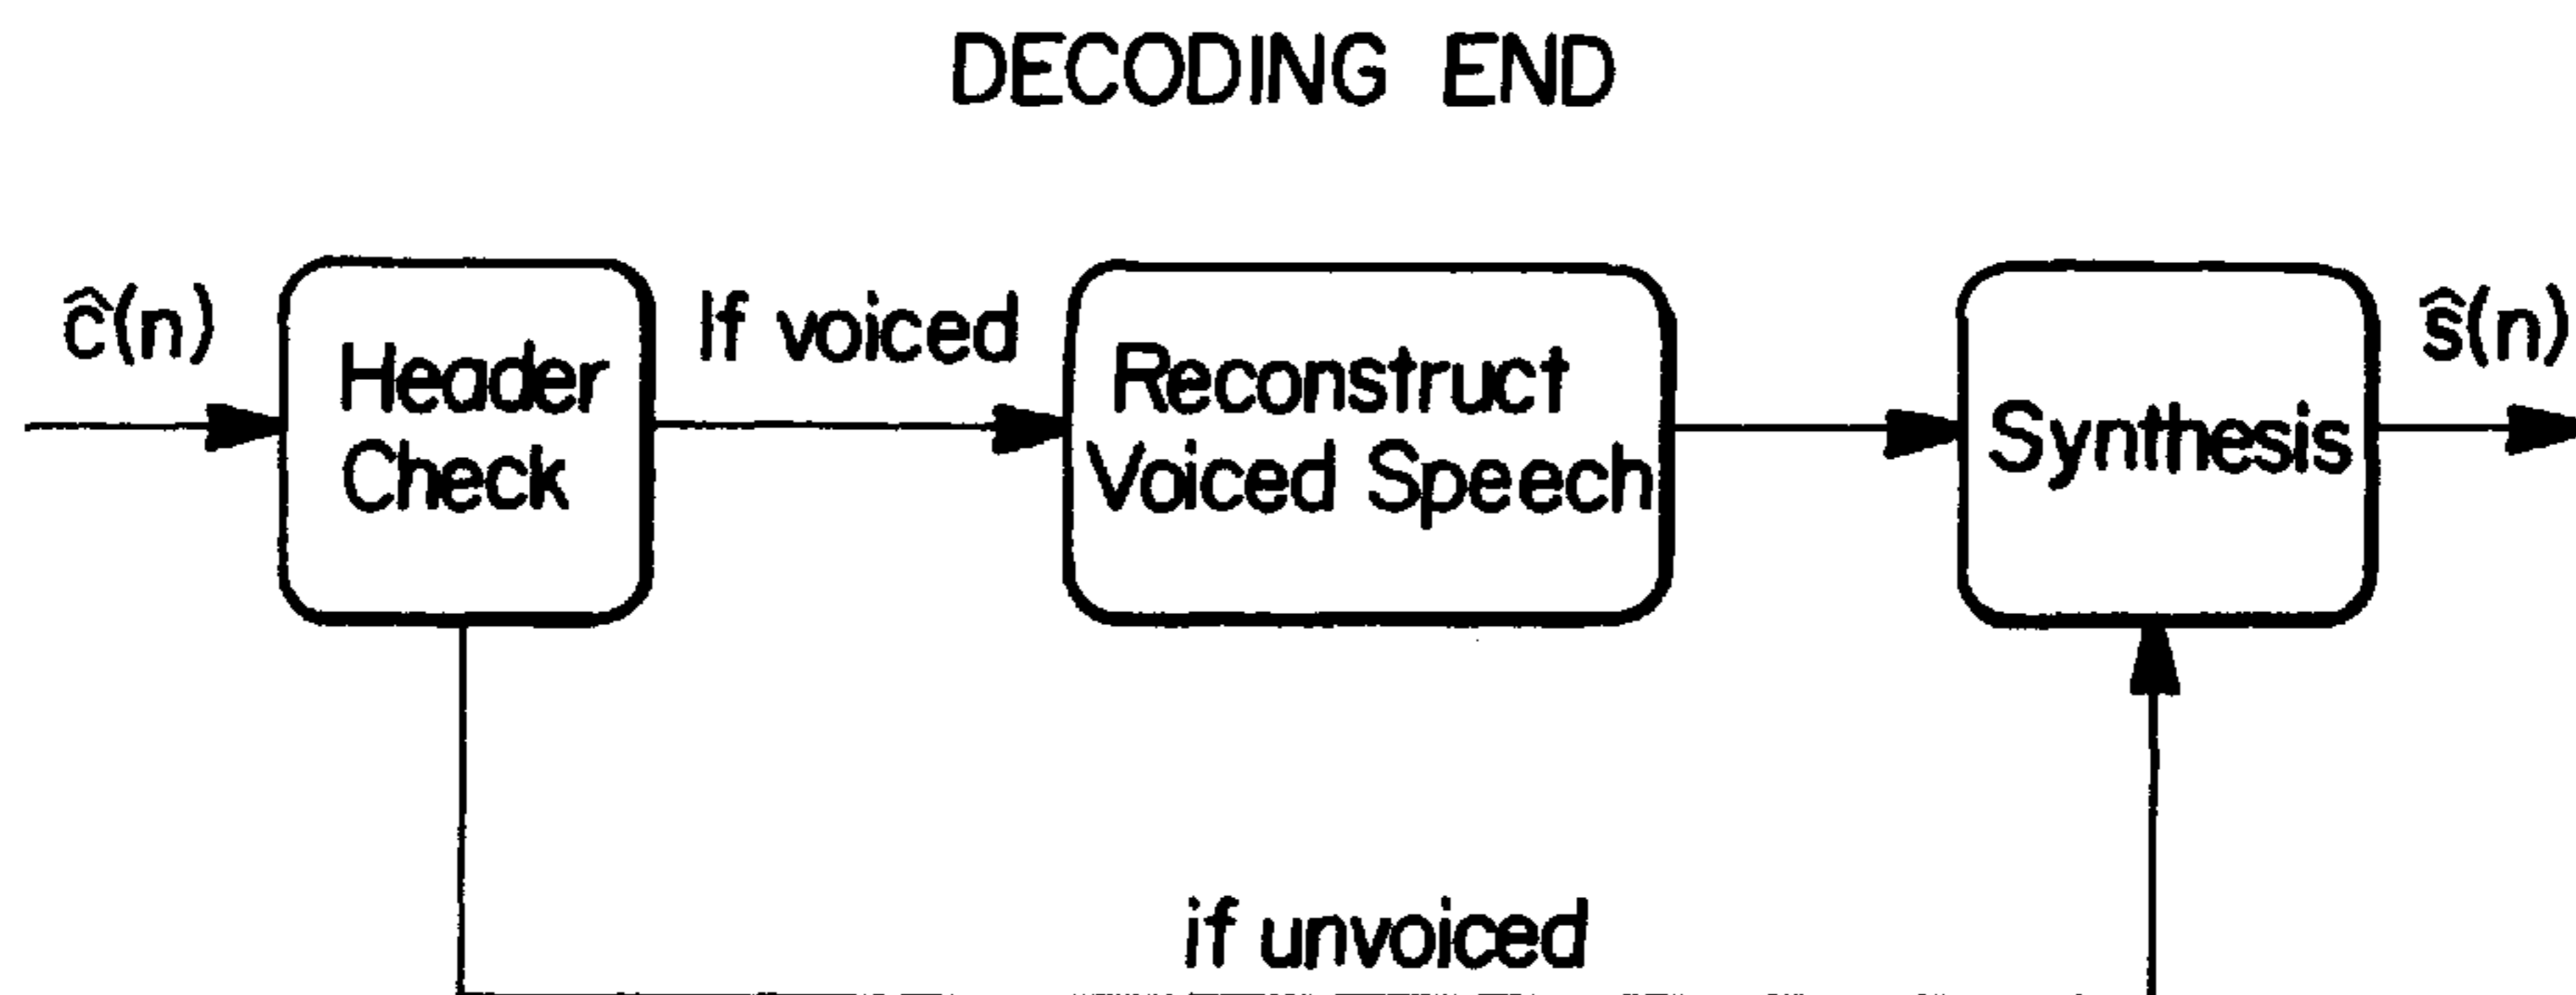 DECODING END
ĉ(n)
Header
Check
If voiced
Reconstruct
Voiced Speech
Synthesis
ŝ(n)
if unvoiced